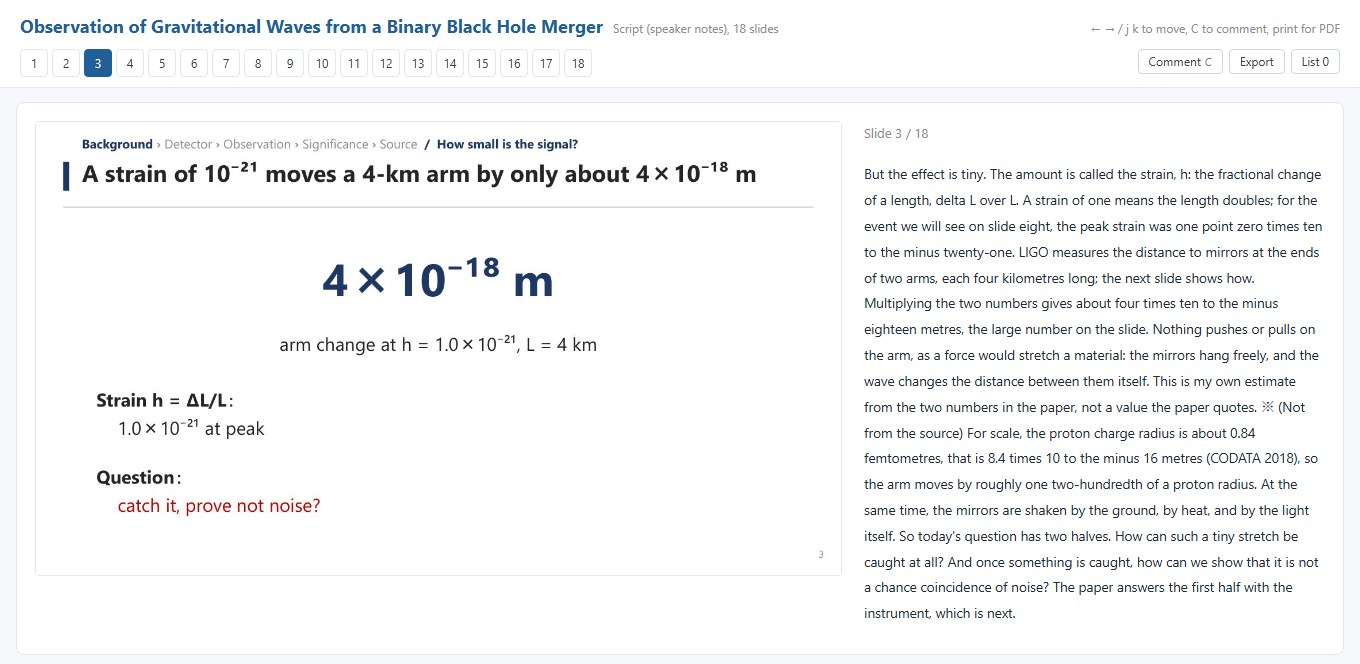 Observation of Gravitational Waves from a Binary Black Hole Merger Script (speaker notes), 18 slides
← → / j k to move, C to comment, print for PDF
1 2 3 4 5 6 7 8 9 10 11 12 13 14 15 16 17 18
Comment C Export List 0
Background › Detector › Observation › Significance › Source / How small is the signal?
A strain of 10⁻²¹ moves a 4-km arm by only about 4 × 10⁻¹⁸ m
4 × 10⁻¹⁸ m
arm change at h = 1.0 × 10⁻²¹, L = 4 km
Strain h = ΔL/L:
1.0 × 10⁻²¹ at peak
Question:
catch it, prove not noise?
3
Slide 3 / 18
But the effect is tiny. The amount is called the strain, h: the fractional change
of a length, delta L over L. A strain of one means the length doubles; for the
event we will see on slide eight, the peak strain was one point zero times ten
to the minus twenty-one. LIGO measures the distance to mirrors at the ends
of two arms, each four kilometres long; the next slide shows how.
Multiplying the two numbers gives about four times ten to the minus
eighteen metres, the large number on the slide. Nothing pushes or pulls on
the arm, as a force would stretch a material: the mirrors hang freely, and the
wave changes the distance between them itself. This is my own estimate
from the two numbers in the paper, not a value the paper quotes. ※ (Not
from the source) For scale, the proton charge radius is about 0.84
femtometres, that is 8.4 times 10 to the minus 16 metres (CODATA 2018), so
the arm moves by roughly one two-hundredth of a proton radius. At the
same time, the mirrors are shaken by the ground, by heat, and by the light
itself. So today's question has two halves. How can such a tiny stretch be
caught at all? And once something is caught, how can we show that it is not
a chance coincidence of noise? The paper answers the first half with the
instrument, which is next.